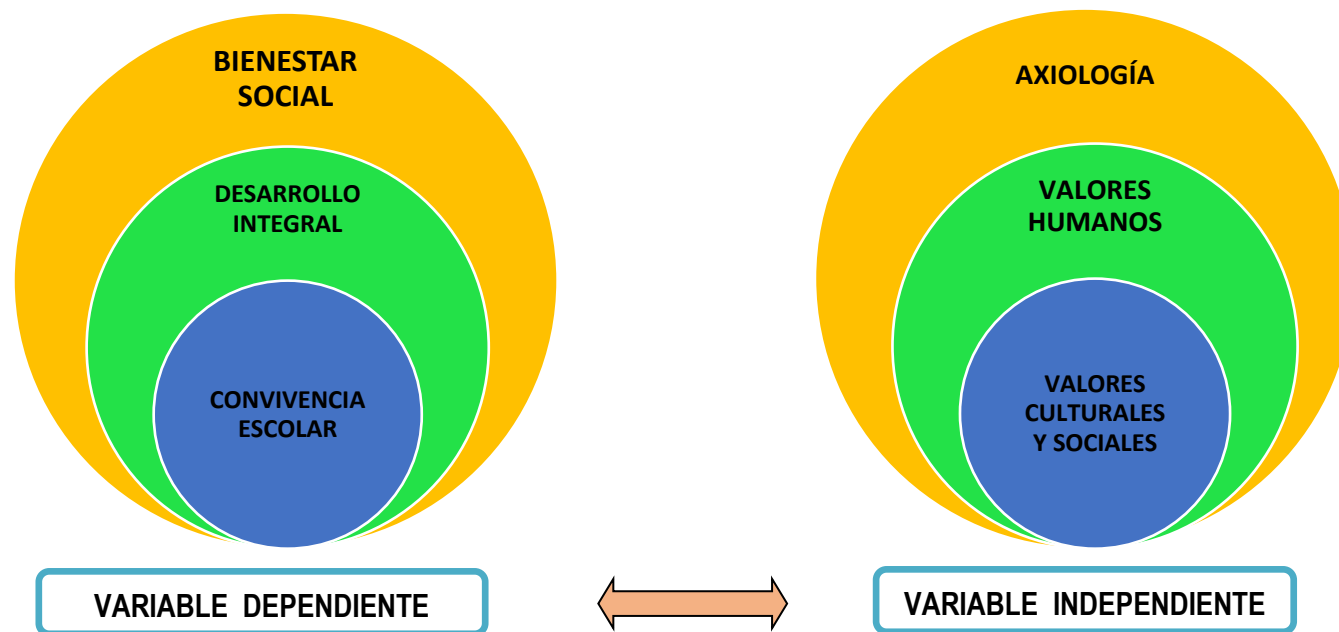 BIENESTAR
SOCIAL
DESARROLLO
INTEGRAL
CONVIVENCIA
ESCOLAR
VARIABLE DEPENDIENTE
AXIOLOGÍA
VALORES
HUMANOS
VALORES
CULTURALES
Y SOCIALES
VARIABLE INDEPENDIENTE